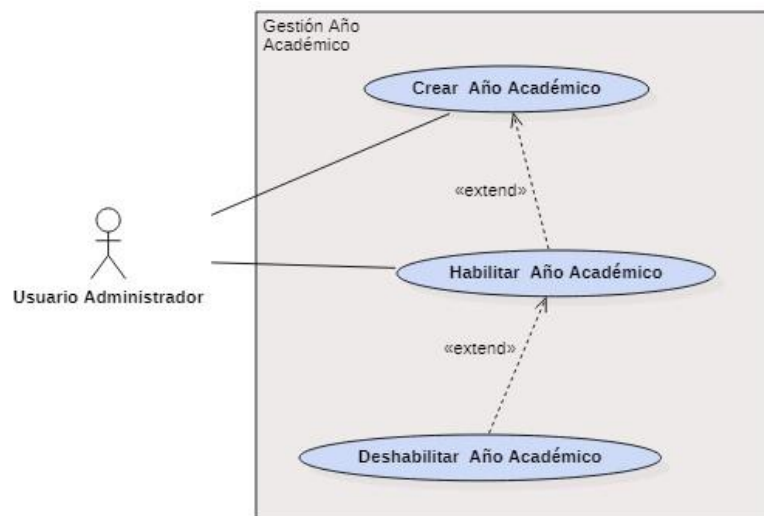 Gestión Año
Académico
Crear Año Académico
«extend»
Habilitar Año Académico
Usuario Administrador
«extend»
Deshabilitar Año Académico